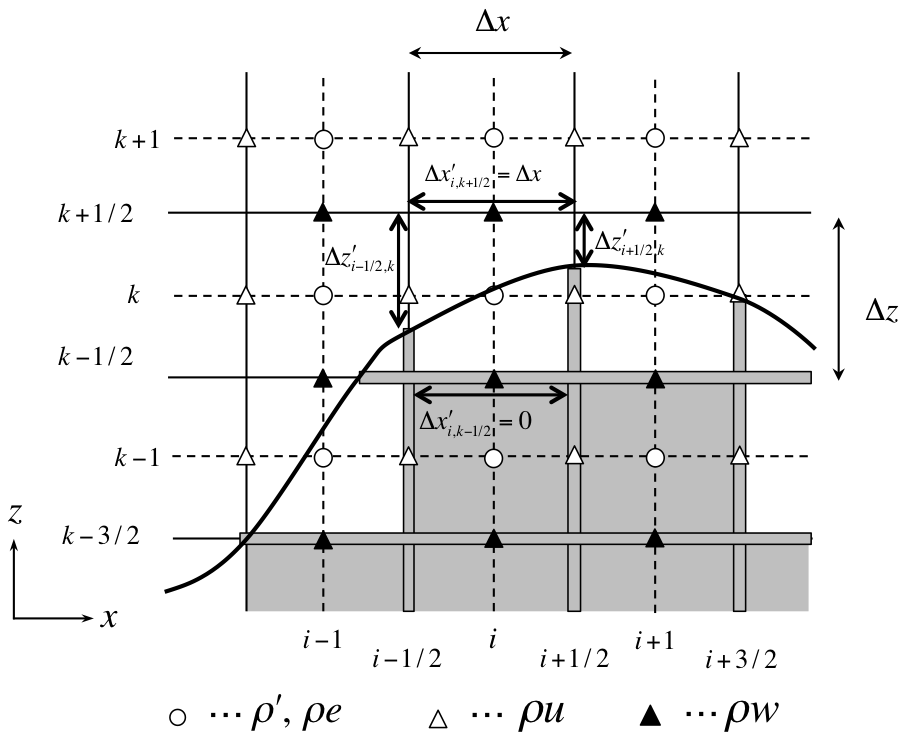 Δx
k+1
Δx′i,k+1/2 = Δx
k+1/2
Δz′i−1/2,k
Δz′i+1/2,k
k
Δz
k−1/2
Δx′i,k−1/2 = 0
k−1
z
k−3/2
x
i−1
i
i+1
i−1/2
i+1/2
i+3/2
○ ⋯ ρ′, ρe △ ⋯ ρu ▲ ⋯ ρw